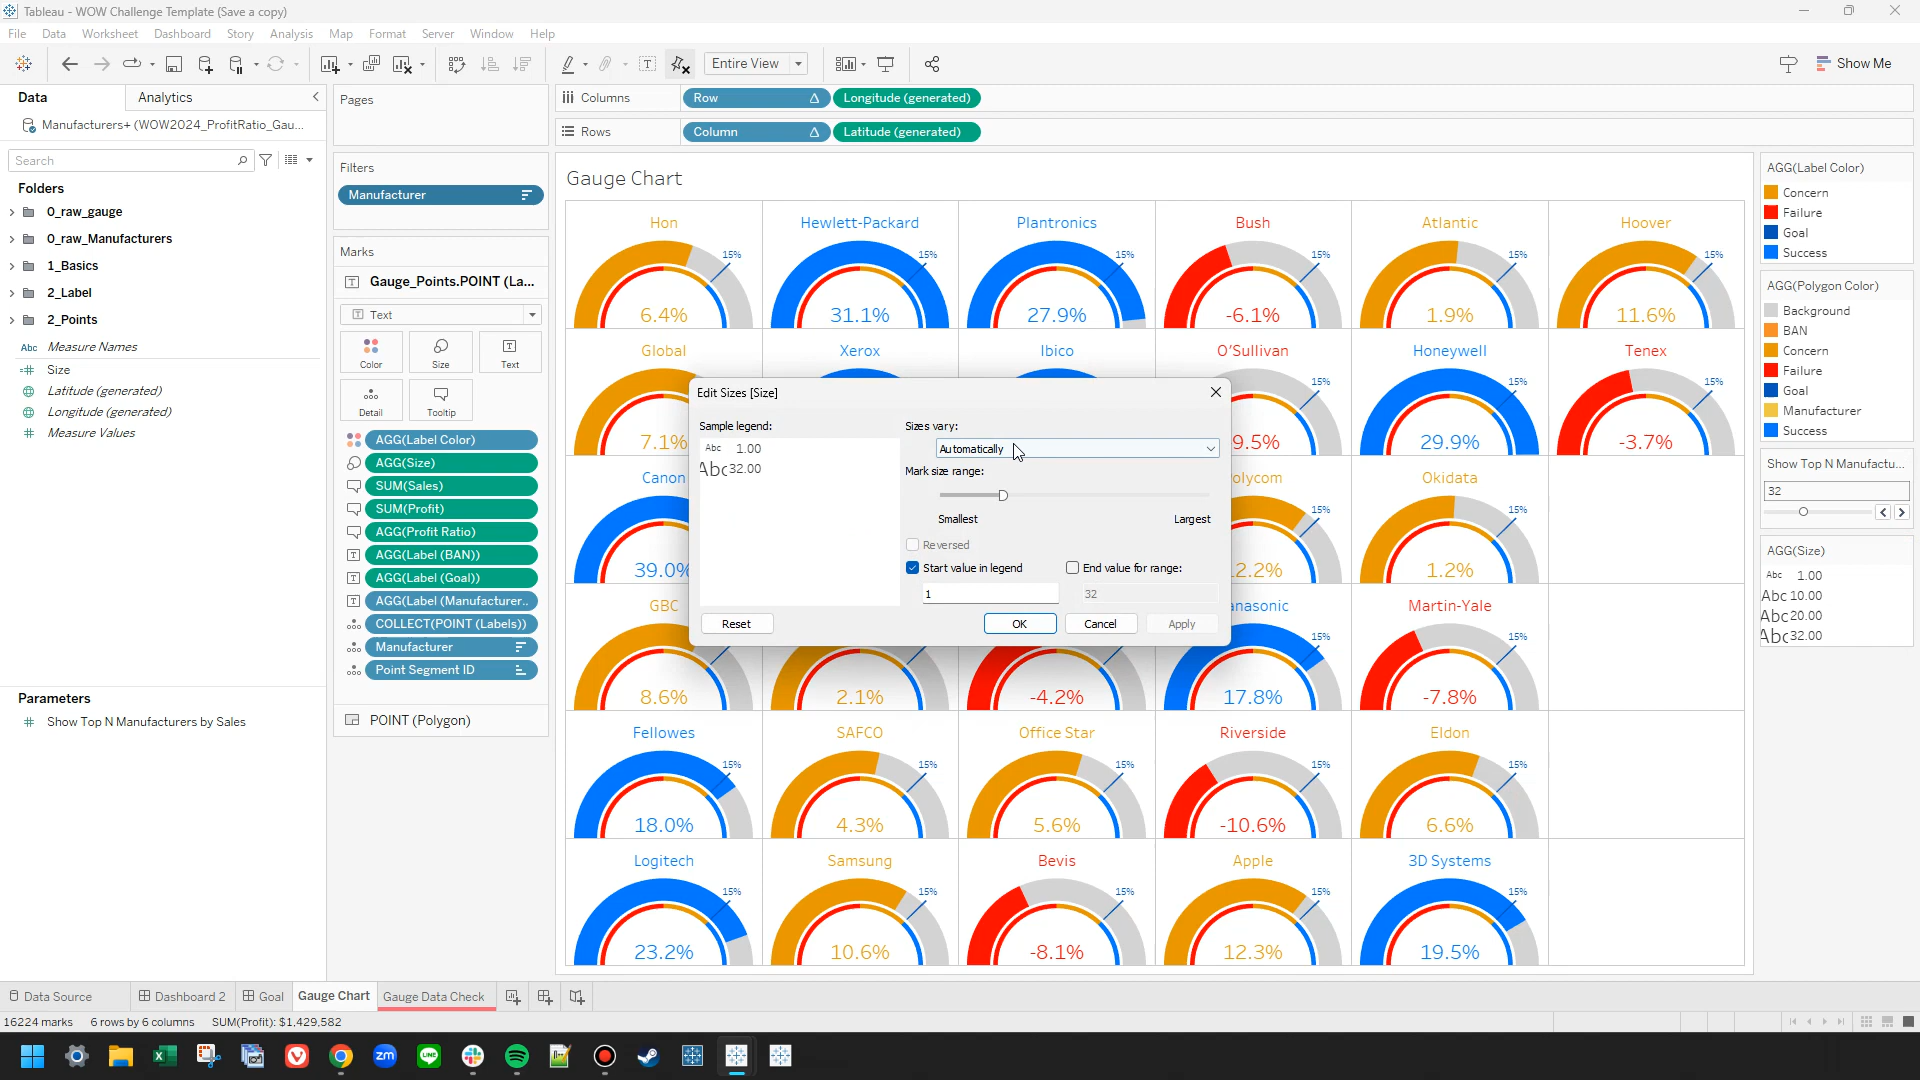 Tableau - WOW Challenge Template (Save a copy)
File Data Worksheet Dashboard Story Analysis Map Format Server Window Help
Entire View
Show Me
Data Analytics
Manufacturers+ (WOW2024_ProfitRatio_Gau...
Search
Folders
0_raw_gauge
0_raw_Manufacturers
1_Basics
2_Label
2_Points
Abc Measure Names
Size
Latitude (generated)
Longitude (generated)
Measure Values
Parameters
Show Top N Manufacturers by Sales
Pages
Filters
Manufacturer
Marks
Gauge_Points.POINT (La...
Text
Color Size Text
Detail Tooltip
AGG(Label Color)
AGG(Size)
SUM(Sales)
SUM(Profit)
AGG(Profit Ratio)
AGG(Label (BAN))
AGG(Label (Goal))
AGG(Label (Manufacturer..
COLLECT(POINT (Labels))
Manufacturer
Point Segment ID
POINT (Polygon)
Columns Row Longitude (generated)
Rows Column Latitude (generated)
Gauge Chart
Hon Hewlett-Packard Plantronics Bush Atlantic Hoover
15% 15% 15% 15% 15% 15%
6.4% 31.1% 27.9% -6.1% 1.9% 11.6%
Global Xerox Ibico O'Sullivan Honeywell Tenex
15% 15% 15%
7.1% 9.5% 29.9% -3.7%
Canon olycom Okidata
15% 15%
39.0% 2.2% 1.2%
GBC anasonic Martin-Yale
15% 15%
8.6% 2.1% -4.2% 17.8% -7.8%
Fellowes SAFCO Office Star Riverside Eldon
15% 15% 15% 15% 15%
18.0% 4.3% 5.6% -10.6% 6.6%
Logitech Samsung Bevis Apple 3D Systems
15% 15% 15% 15% 15%
23.2% 10.6% -8.1% 12.3% 19.5%
Edit Sizes [Size]
Sample legend:
Abc 1.00
Abc 32.00
Sizes vary:
Automatically
Mark size range:
Smallest Largest
Reversed
Start value in legend End value for range:
1 32
Reset OK Cancel Apply
AGG(Label Color)
Concern
Failure
Goal
Success
AGG(Polygon Color)
Background
BAN
Concern
Failure
Goal
Manufacturer
Success
Show Top N Manufactu...
32
AGG(Size)
Abc 1.00
Abc 10.00
Abc 20.00
Abc 32.00
Data Source Dashboard 2 Goal Gauge Chart Gauge Data Check
16224 marks 6 rows by 6 columns SUM(Profit): $1,429,582
zm
LINE